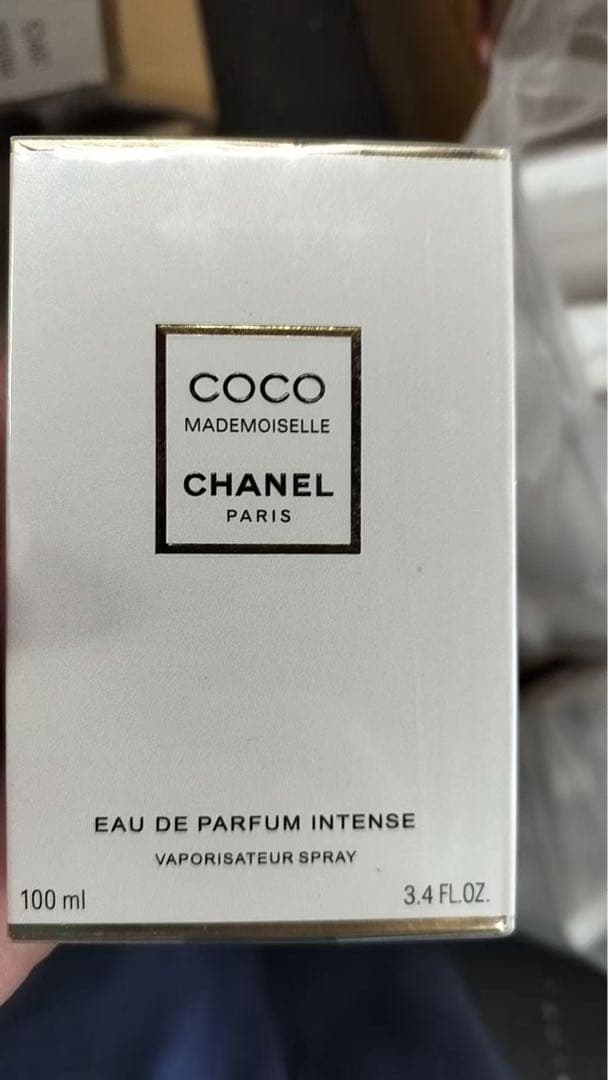 COCO
MADEMOISELLE
CHANEL
PARIS
EAU DE PARFUM INTENSE
VAPORISATEUR SPRAY
100 ml
3.4 FL.OZ.